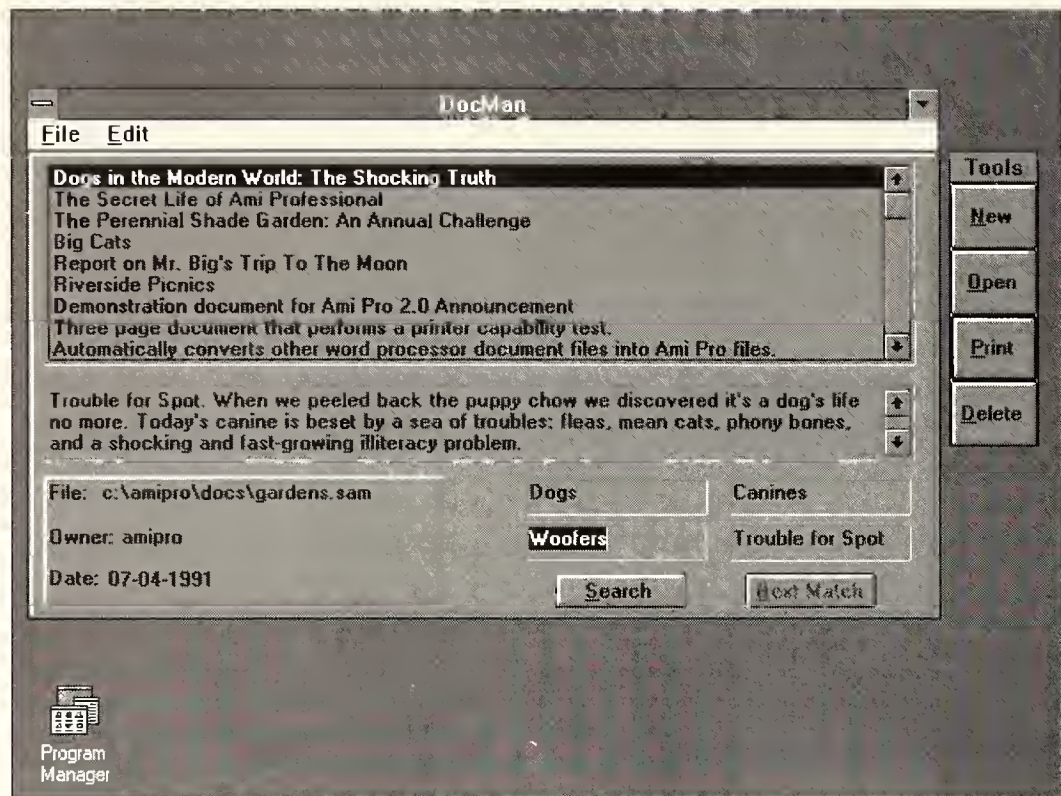 DocMan
File Edit
Dogs in the Modern World: The Shocking Truth
The Secret Life of Ami Professional
The Perennial Shade Garden: An Annual Challenge
Big Cats
Report on Mr. Big's Trip To The Moon
Riverside Picnics
Demonstration document for Ami Pro 2.0 Announcement
Three page document that performs a printer capability test.
Automatically converts other word processor document files into Ami Pro files.
Trouble for Spot. When we peeled back the puppy chow we discovered it's a dog's life
no more. Today's canine is beset by a sea of troubles: fleas, mean cats, phony bones,
and a shocking and fast-growing illiteracy problem.
File: c:\amipro\docs\gardens.sam
Owner: amipro
Date: 07-04-1991
Dogs
Canines
Woofers
Trouble for Spot
Search
Next Match
Tools
New
Open
Print
Delete
Program
Manager